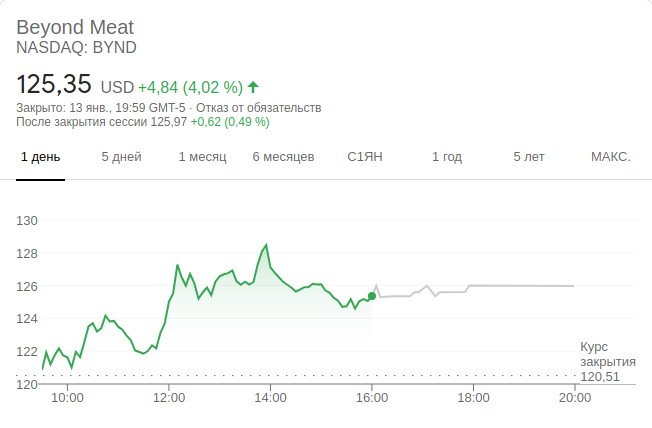 Beyond Meat
NASDAQ: BYND
125,35 USD +4,84 (4,02 %)
Закрыто: 13 янв., 19:59 GMT-5 · Отказ от обязательств
После закрытия сессии 125,97 +0,62 (0,49 %)
1 день 5 дней 1 месяц 6 месяцев С1ЯН 1 год 5 лет МАКС.
130
128
126
124
122
120
Курс
закрытия
120,51
10:00 12:00 14:00 16:00 18:00 20:00